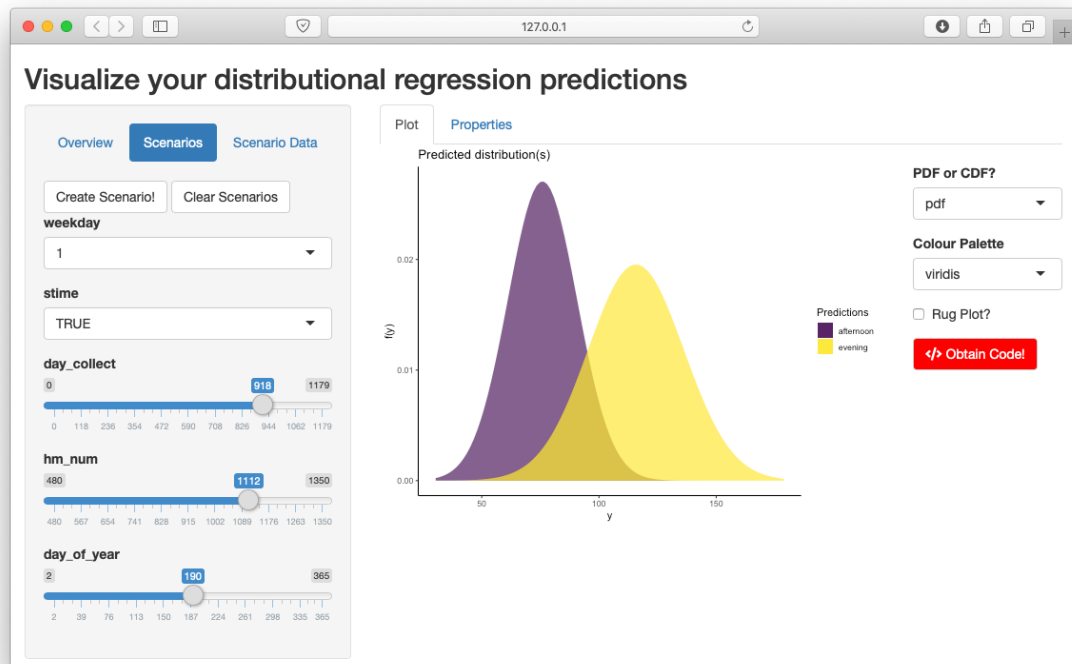 127.0.0.1
Visualize your distributional regression predictions
Overview Scenarios Scenario Data
Create Scenario! Clear Scenarios
weekday
1
stime
TRUE
day_collect
0 918 1179
0 118 236 354 472 590 708 826 944 1062 1179
hm_num
480 1112 1350
480 567 654 741 828 915 1002 1089 1176 1263 1350
day_of_year
2 190 365
2 39 76 113 150 187 224 261 298 335 365
Plot Properties
Predicted distribution(s)
0.02
0.01
0.00
f(y)
50 100 150
y
Predictions
afternoon
evening
PDF or CDF?
pdf
Colour Palette
viridis
Rug Plot?
</> Obtain Code!